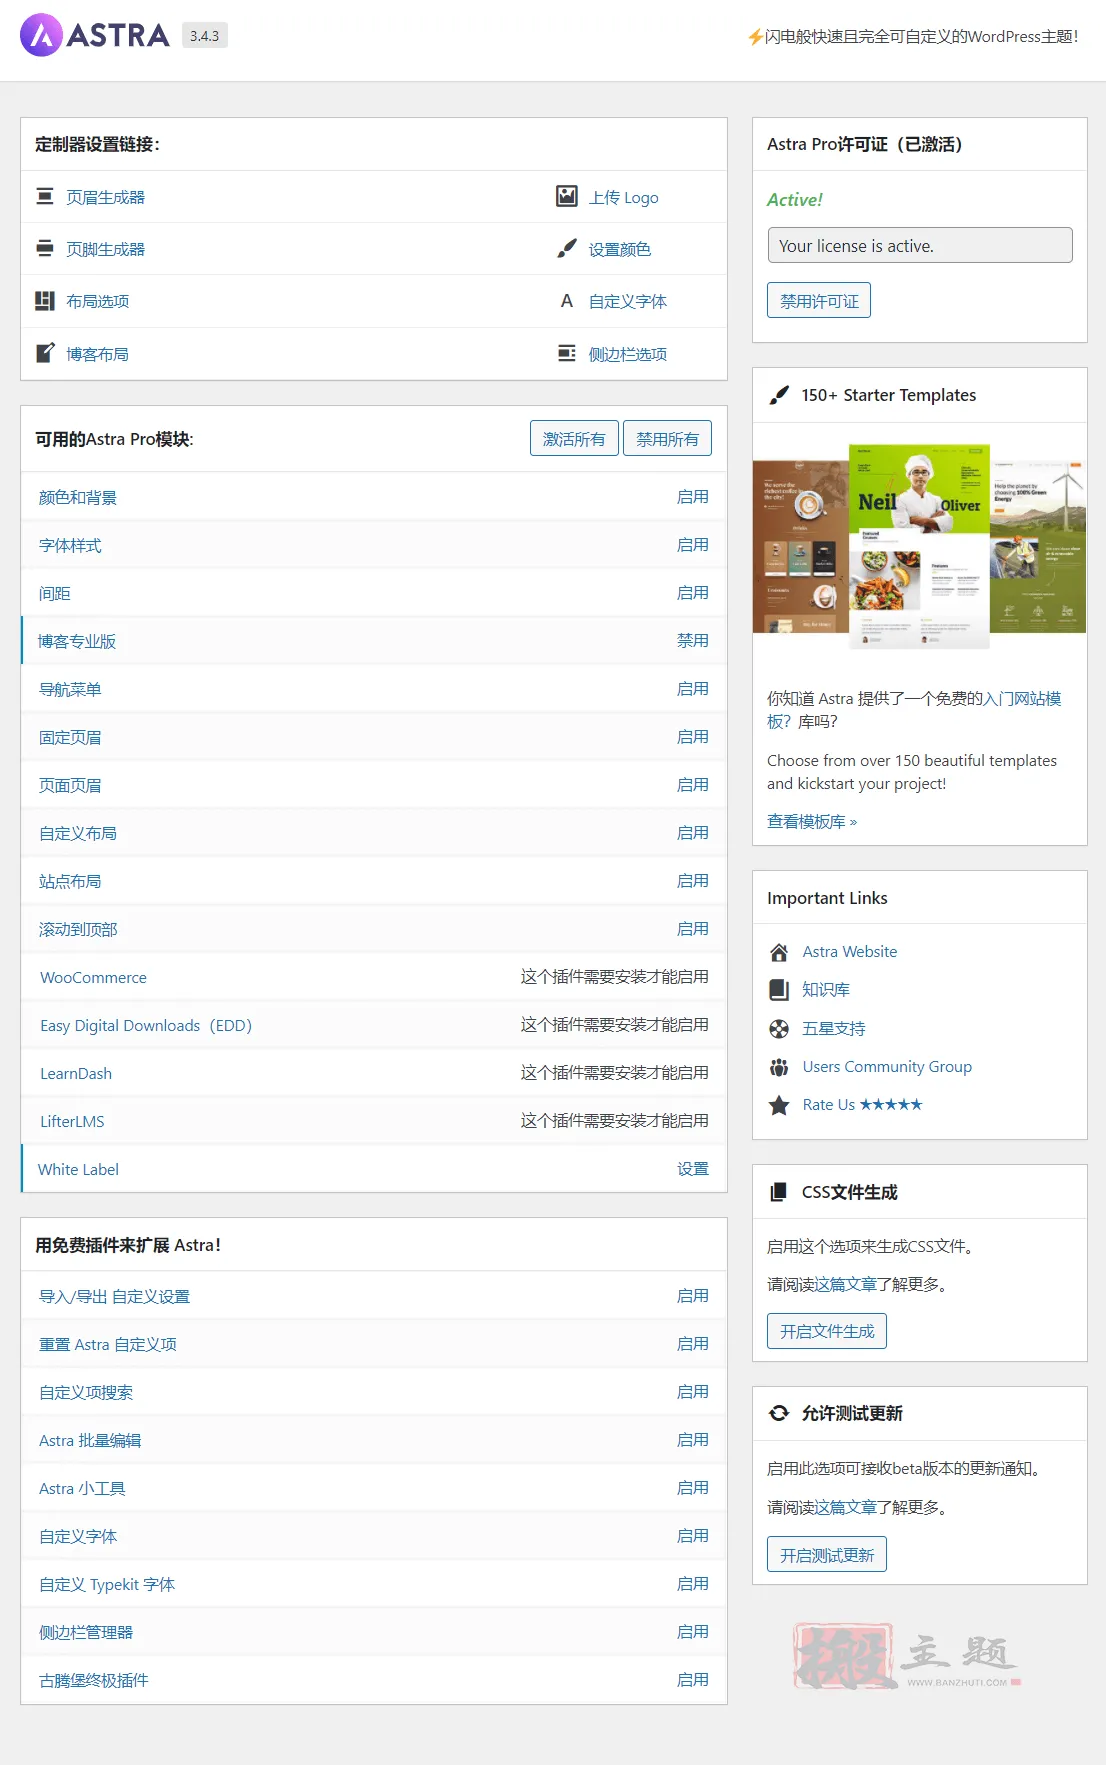 ASTRA 3.4.3
⚡闪电般快速且完全可自定义的WordPress主题!
定制器设置链接:
页眉生成器
上传 Logo
页脚生成器
设置颜色
布局选项
自定义字体
博客布局
侧边栏选项
可用的Astra Pro模块:
激活所有 禁用所有
颜色和背景 启用
字体样式 启用
间距 启用
博客专业版 禁用
导航菜单 启用
固定页眉 启用
页面页眉 启用
自定义布局 启用
站点布局 启用
滚动到顶部 启用
WooCommerce 这个插件需要安装才能启用
Easy Digital Downloads（EDD） 这个插件需要安装才能启用
LearnDash 这个插件需要安装才能启用
LifterLMS 这个插件需要安装才能启用
White Label 设置
用免费插件来扩展 Astra!
导入/导出 自定义设置 启用
重置 Astra 自定义项 启用
自定义项搜索 启用
Astra 批量编辑 启用
Astra 小工具 启用
自定义字体 启用
自定义 Typekit 字体 启用
侧边栏管理器 启用
古腾堡终极插件 启用
Astra Pro许可证（已激活）
Active!
Your license is active.
禁用许可证
150+ Starter Templates
We serve the
richest coffee in
the city!
Neil
Oliver
Help the planet by
choosing 100% Green
Energy
你知道 Astra 提供了一个免费的入门网站模
板？库吗?
Choose from over 150 beautiful templates
and kickstart your project!
查看模板库 »
Important Links
Astra Website
知识库
五星支持
Users Community Group
Rate Us ★★★★★
CSS文件生成
启用这个选项来生成CSS文件。
请阅读这篇文章了解更多。
开启文件生成
允许测试更新
启用此选项可接收beta版本的更新通知。
请阅读这篇文章了解更多。
开启测试更新
搬主题
WWW.BANZHUTI.COM